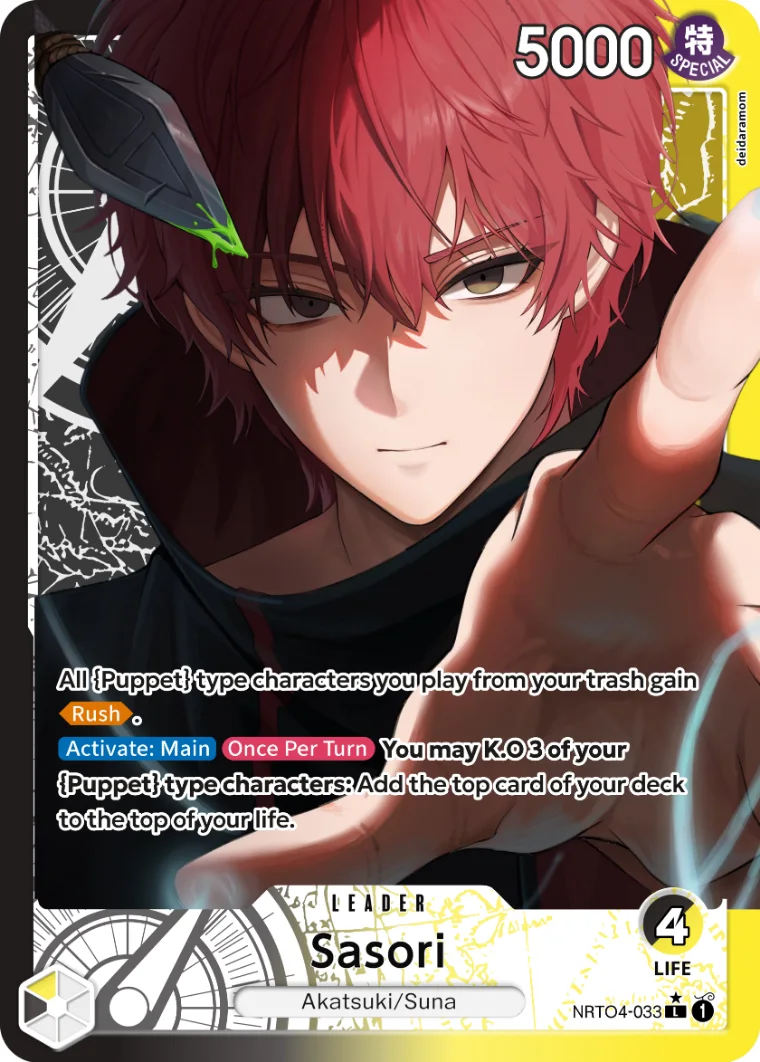 5000
特
SPECIAL
deidaramom
All {Puppet} type characters you play from your trash gain
Rush.
Activate: Main Once Per Turn You may K.O 3 of your
{Puppet} type characters: Add the top card of your deck
to the top of your life.
LEADER
Sasori
4
LIFE
Akatsuki/Suna
NRTO4-033 L 1